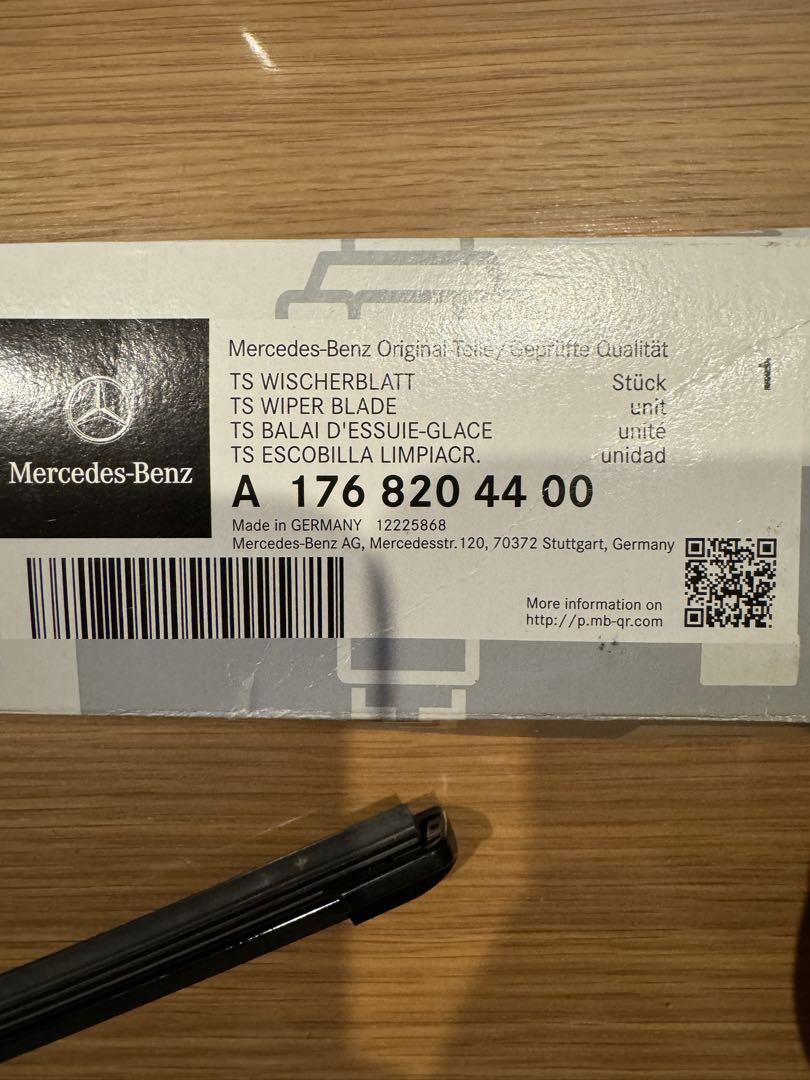 Mercedes-Benz Original-Teile / Geprüfte Qualität
TS WISCHERBLATT Stück 1
TS WIPER BLADE unit
TS BALAI D'ESSUIE-GLACE unité
TS ESCOBILLA LIMPIACR. unidad
Mercedes-Benz
A 176 820 44 00
Made in GERMANY 12225868
Mercedes-Benz AG, Mercedesstr.120, 70372 Stuttgart, Germany
More information on
http://p.mb-qr.com